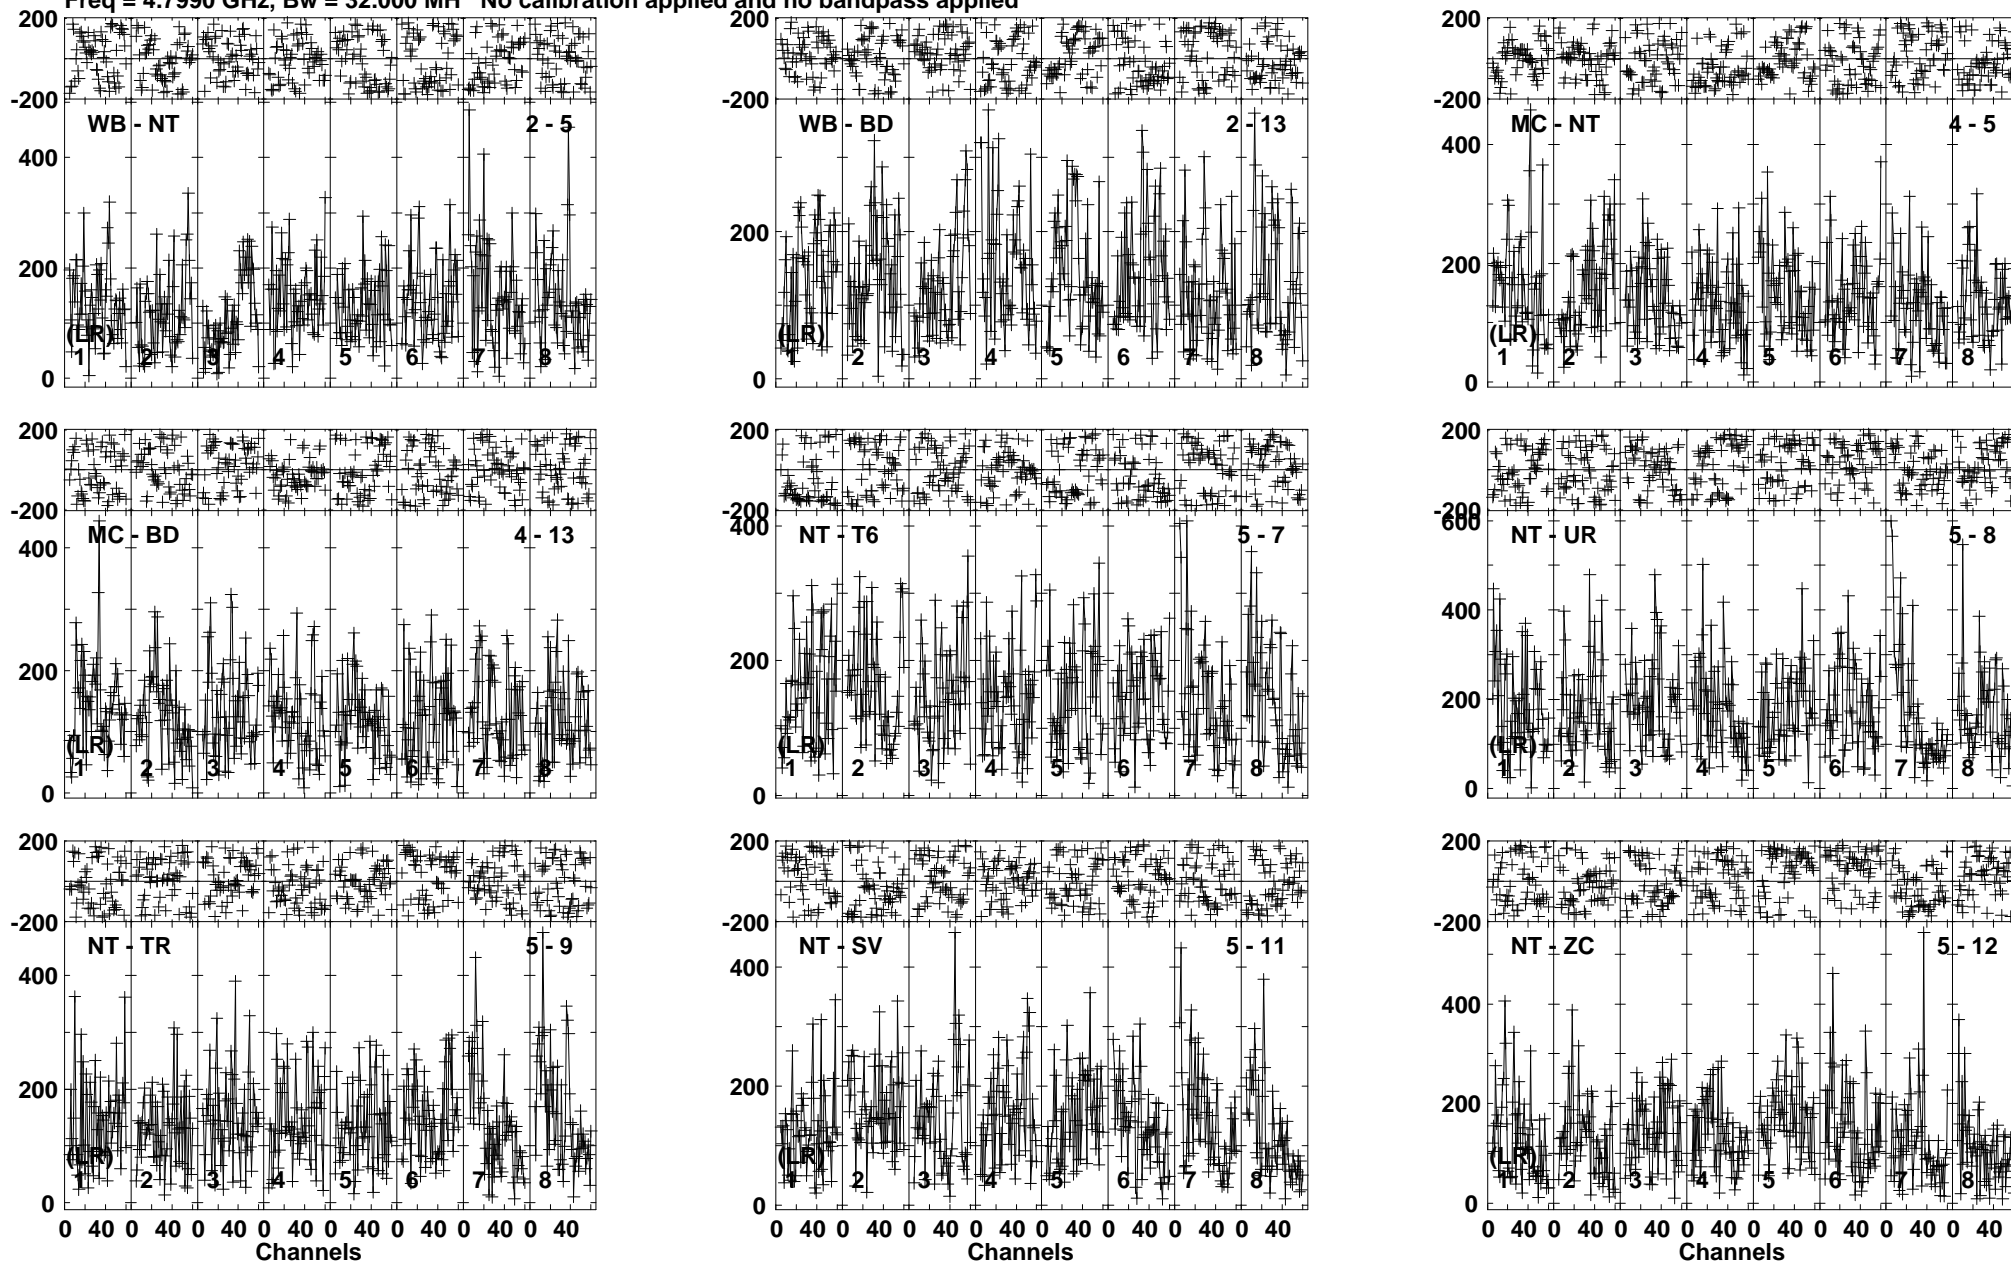 Freq = 4.7990 GHz, Bw = 32.000 MH No calibration applied and no bandpass applied
200 200 200
-200 -200 -200
WB - NT 2 - 5 WB - BD 2 - 13 MC - NT 4 - 5
400 400
200 200 200
(LR) (LR) (LR)
1 2 3 4 5 6 7 8 1 2 3 4 5 6 7 8 1 2 3 4 5 6 7 8
0 0 0
200 200 200
-200 -200 -200
MC - BD 4 - 13 NT - T6 5 - 7 NT - UR 5 - 8
400 400 600
400
200 200 200
(LR) (LR) (LR)
1 2 3 4 5 6 7 8 1 2 3 4 5 6 7 8 1 2 3 4 5 6 7 8
0 0 0
200 200 200
-200 -200 -200
NT - TR 5 - 9 NT - SV 5 - 11 NT - ZC 5 - 12
400 400 400
200 200 200
(LR) (LR) (LR)
1 2 3 4 5 6 7 8 1 2 3 4 5 6 7 8 1 2 3 4 5 6 7 8
0 0 0
0 40 0 40 0 40 0 40 0 40 0 40 0 40 0 40 0 40 0 40 0 40 0 40 0 40 0 40 0 40 0 40 0 40 0 40 0 40 0 40 0 40 0 40 0 40 0 40
Channels Channels Channels